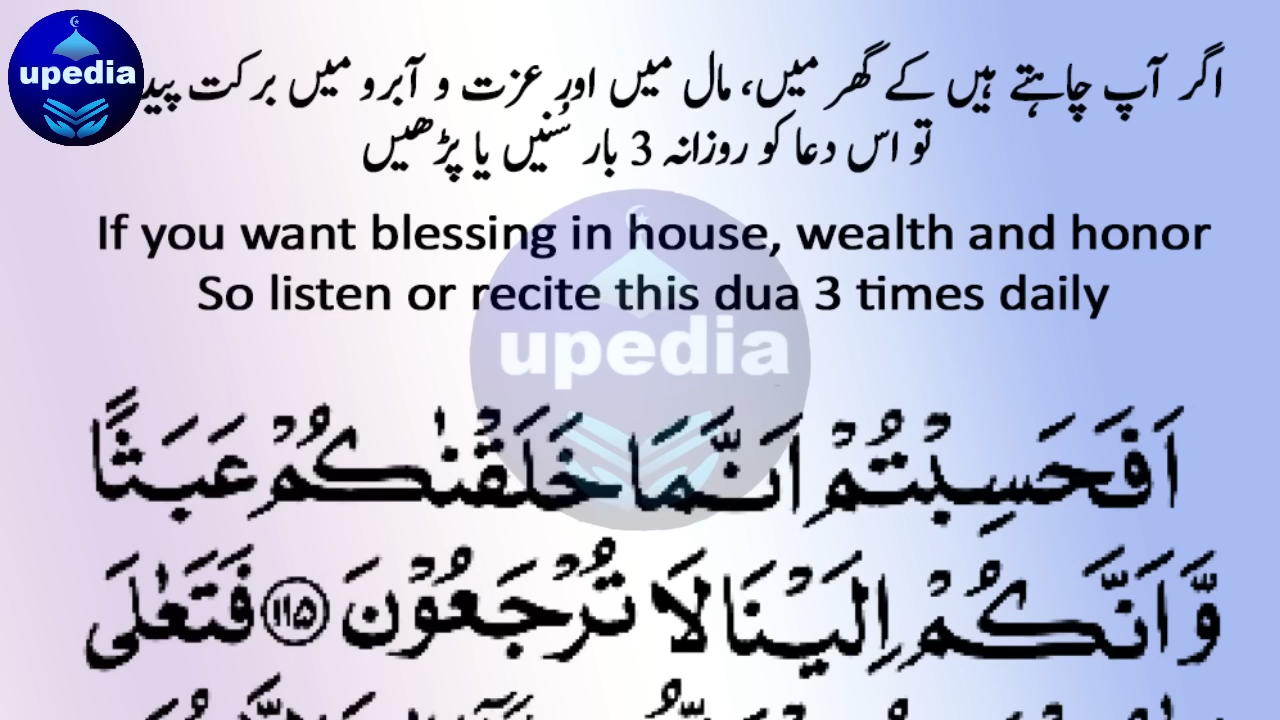 upedia
اگر آپ چاہتے ہیں کے گھر میں، مال میں اور عزت و آبرو میں برکت
تو اس دعا کو روزانہ 3 بار سُنیں یا پڑھیں
If you want blessing in house, wealth and honor
So listen or recite this dua 3 times daily
upedia
اَفَحَسِبْتُمْ اَنَّمَا خَلَقْنٰكُمْ عَبَثًا
وَّاَنَّكُمْ اِلَيْنَا لَا تُرْجَعُوْنَ ۝۱۱۵ فَتَعٰلَى